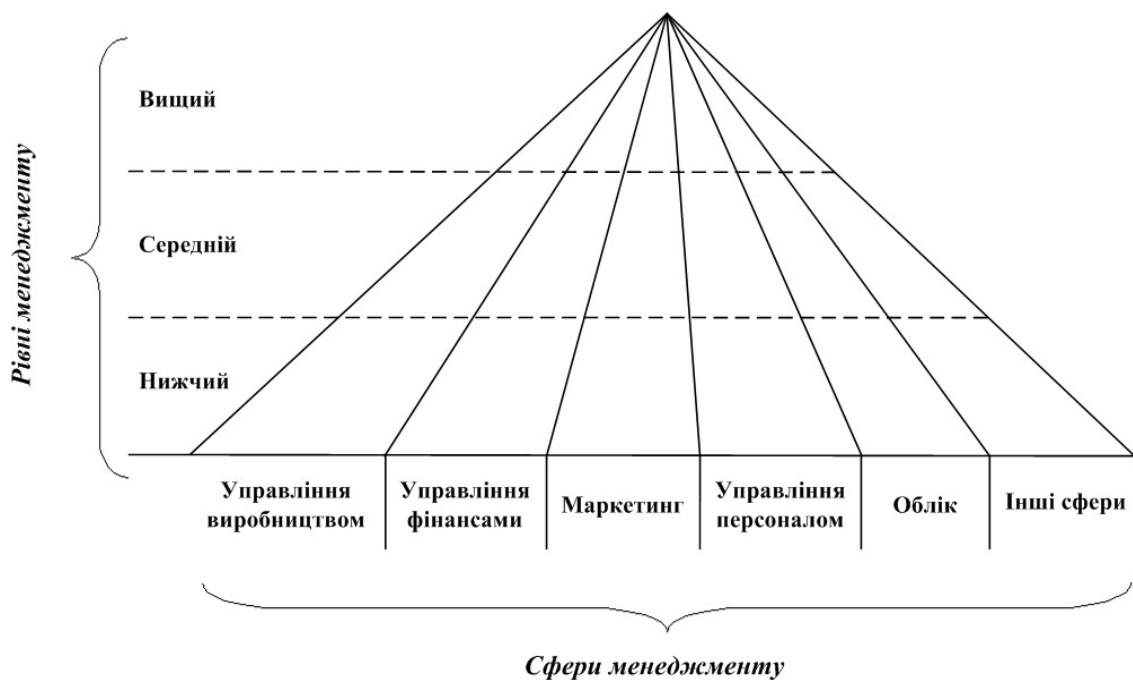 Рівні менеджменту
Вищий
Середній
Нижчий
Управління
виробництвом
Управління
фінансами
Маркетинг
Управління
персоналом
Облік
Інші сфери
Сфери менеджменту